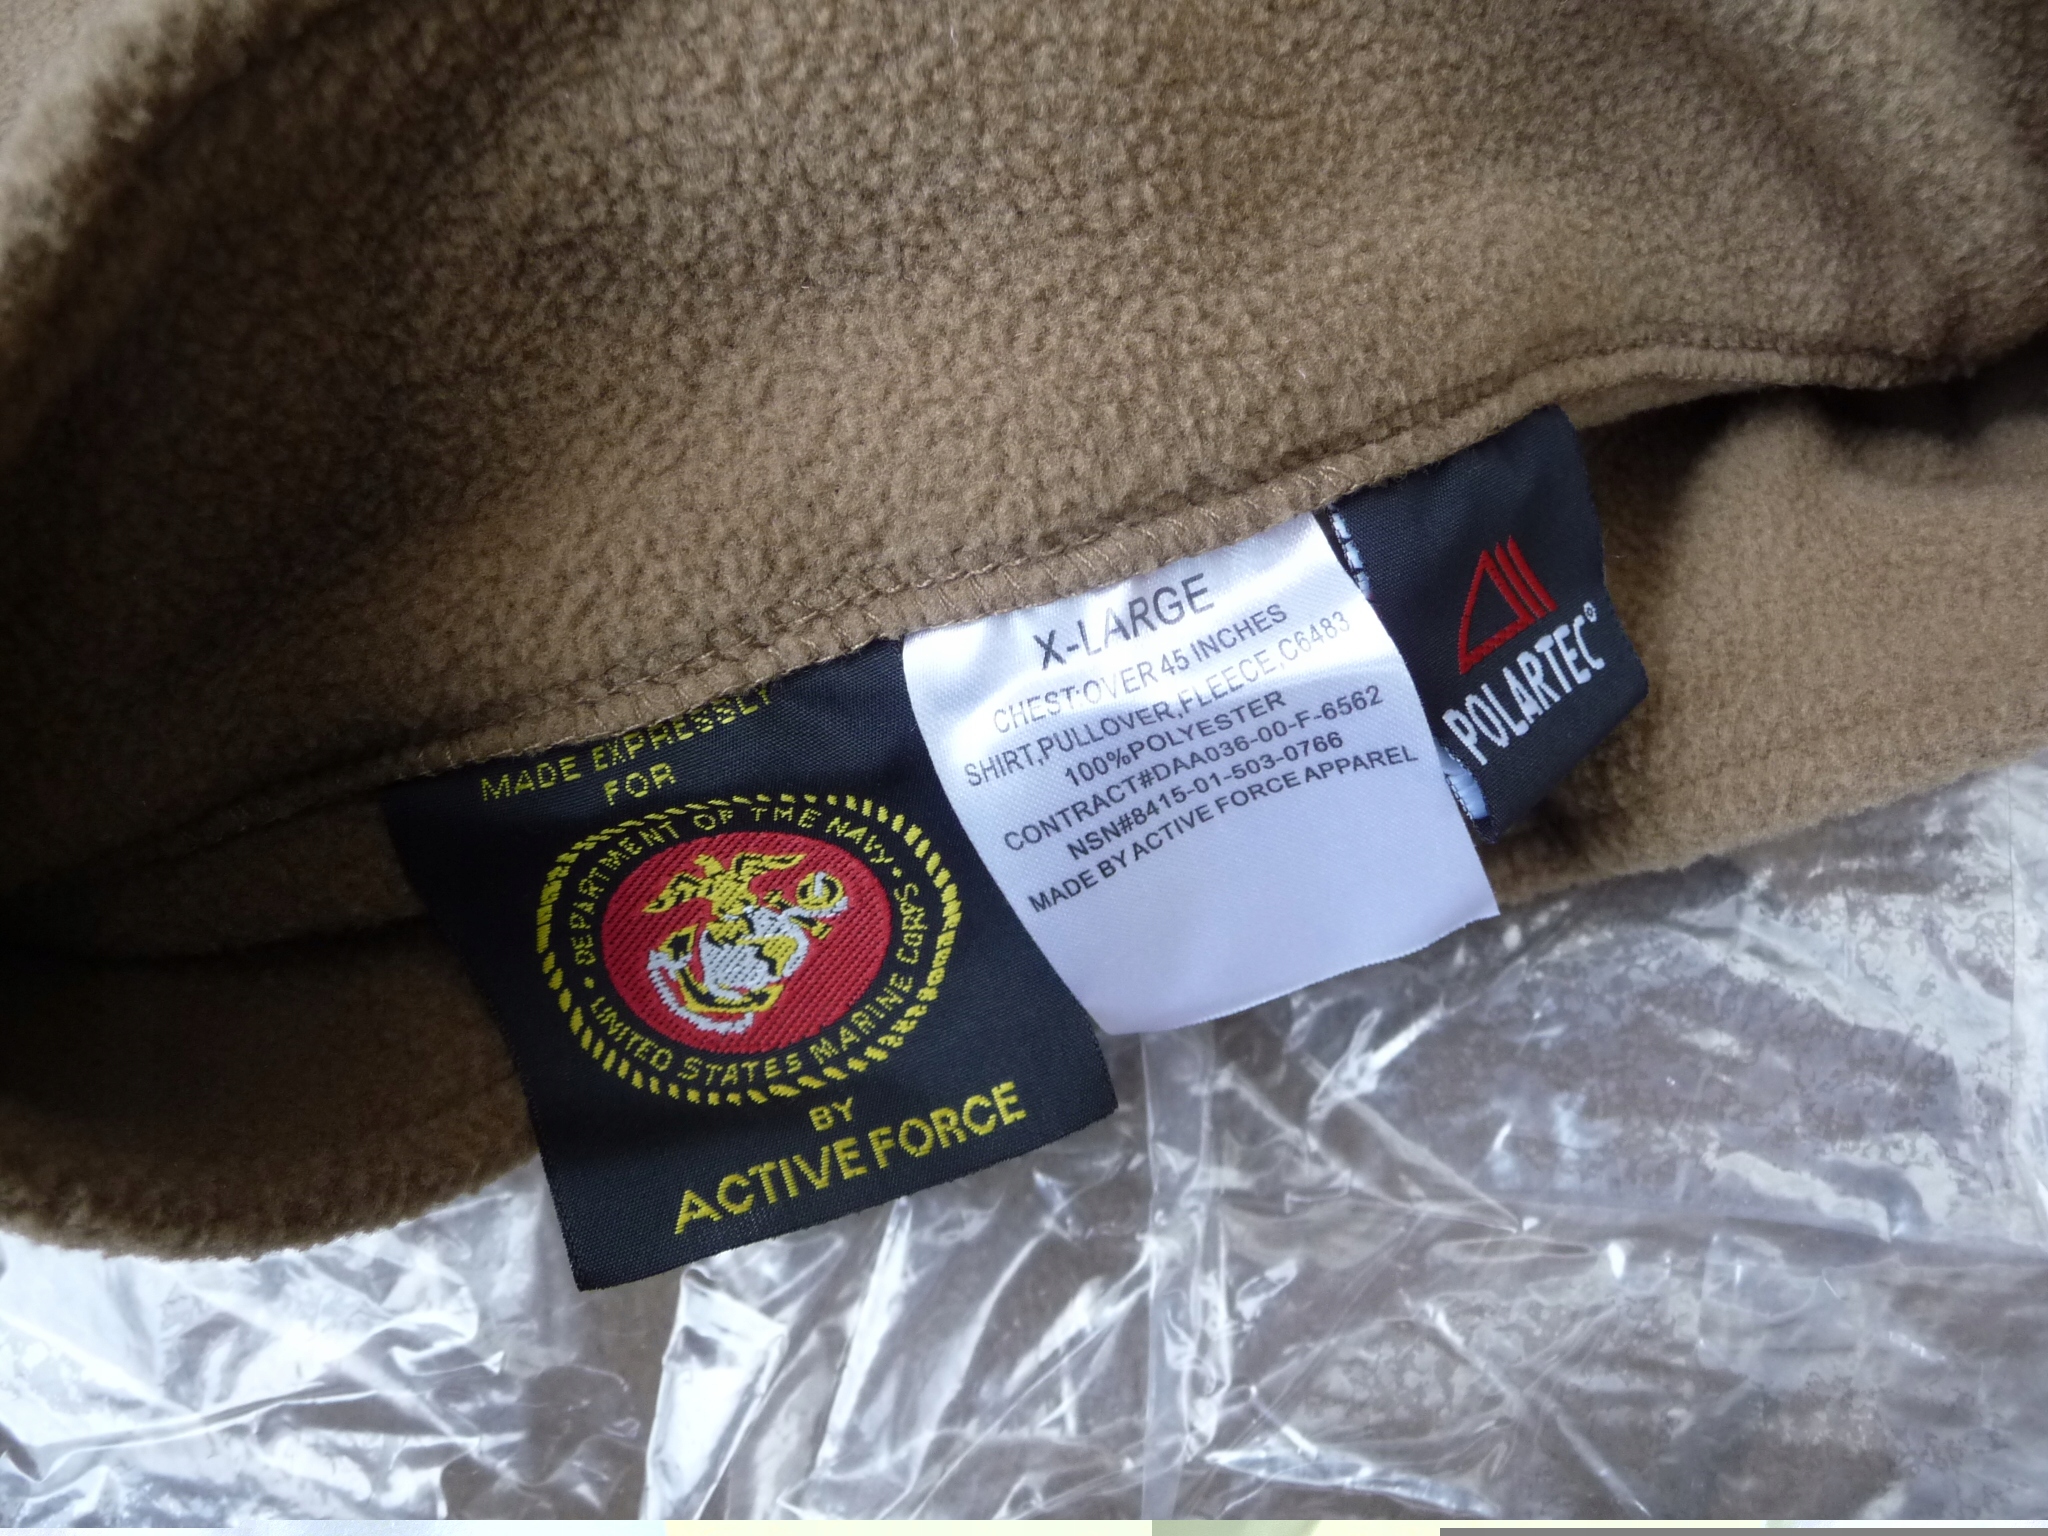 MADE EXPRESSLY
FOR
DEPARTMENT OF THE NAVY
UNITED STATES MARINE CORPS
BY
ACTIVE FORCE
X-LARGE
CHEST:OVER 45 INCHES
SHIRT,PULLOVER,FLEECE,C6483
100%POLYESTER
CONTRACT#DAA036-00-F-6562
NSN#8415-01-503-0766
MADE BY ACTIVE FORCE APPAREL
POLARTEC®